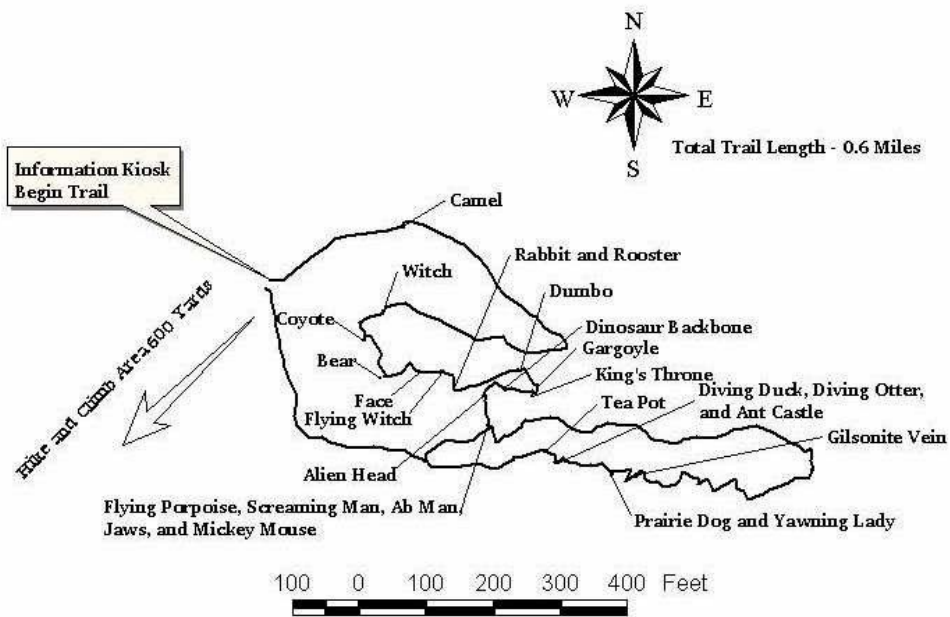 N
W E
S
Total Trail Length - 0.6 Miles
Information Kiosk
Begin Trail
Camel
Rabbit and Rooster
Witch
Dumbo
Hike and Climb Area 600 Yards
Coyote
Dinosaur Backbone
Gargoyle
Bear
King's Throne
Face
Flying Witch
Tea Pot
Diving Duck, Diving Otter,
and Ant Castle
Gilsonite Vein
Alien Head
Flying Porpoise, Screaming Man, Ab Man,
Jaws, and Mickey Mouse
Prairie Dog and Yawning Lady
100 0 100 200 300 400 Feet